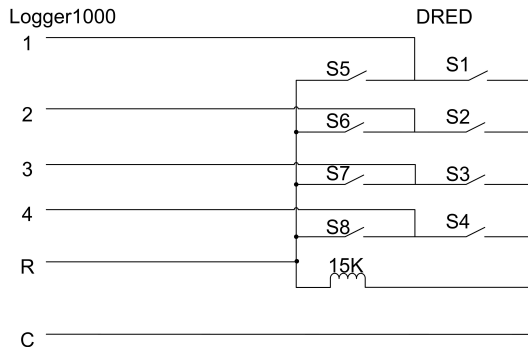 Logger1000 DRED
1
S5 S1
2
S6 S2
3
S7 S3
4
S8 S4
R
15K
C